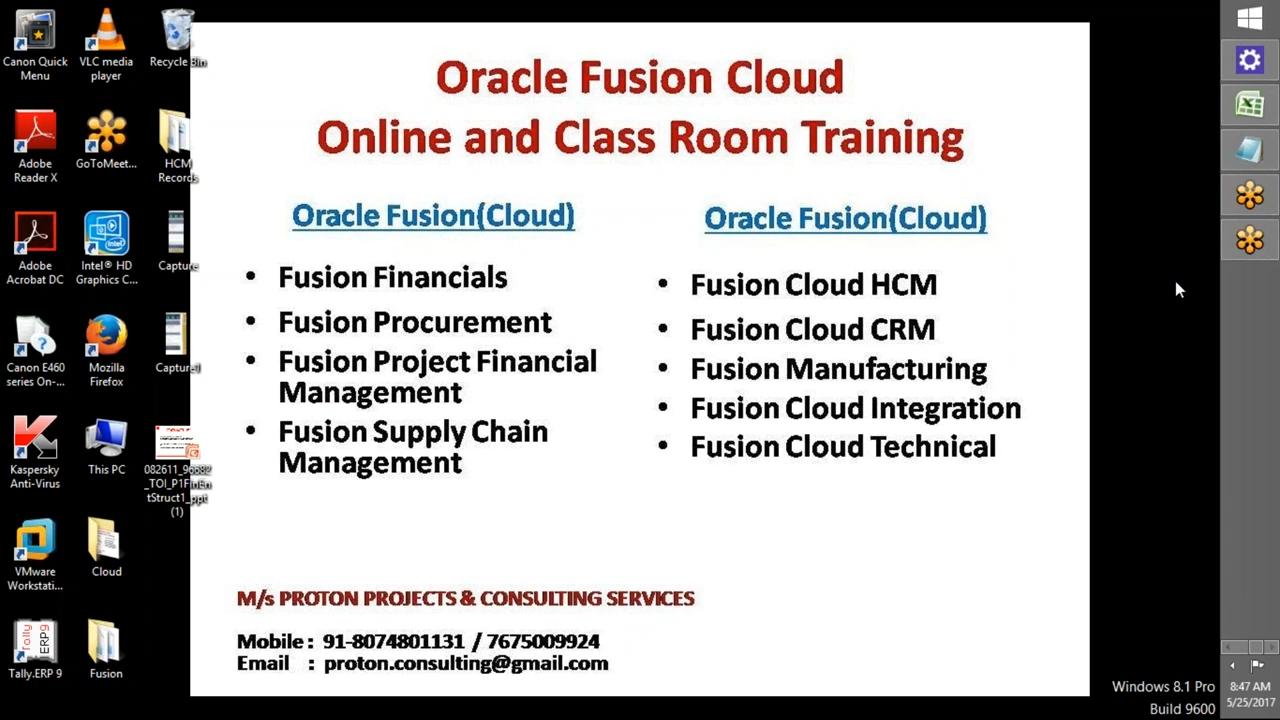 Canon Quick
Menu
VLC media
player
Recycle Bin
Adobe
Reader X
GoToMeet...
HCM
Records
Adobe
Acrobat DC
Intel® HD
Graphics C...
Capture
Canon E460
series On-...
Mozilla
Firefox
Capture1
Kaspersky
Anti-Virus
This PC
VMware
Workstati...
Cloud
Tally.ERP 9
Fusion
Oracle Fusion Cloud
Online and Class Room Training
Oracle Fusion(Cloud)
• Fusion Financials
• Fusion Procurement
• Fusion Project Financial
Management
• Fusion Supply Chain
Management
Oracle Fusion(Cloud)
• Fusion Cloud HCM
• Fusion Cloud CRM
• Fusion Manufacturing
• Fusion Cloud Integration
• Fusion Cloud Technical
M/s PROTON PROJECTS & CONSULTING SERVICES
Mobile : 91-8074801131 / 7675009924
Email : proton.consulting@gmail.com
Windows 8.1 Pro
Build 9600
8:47 AM
5/25/2017